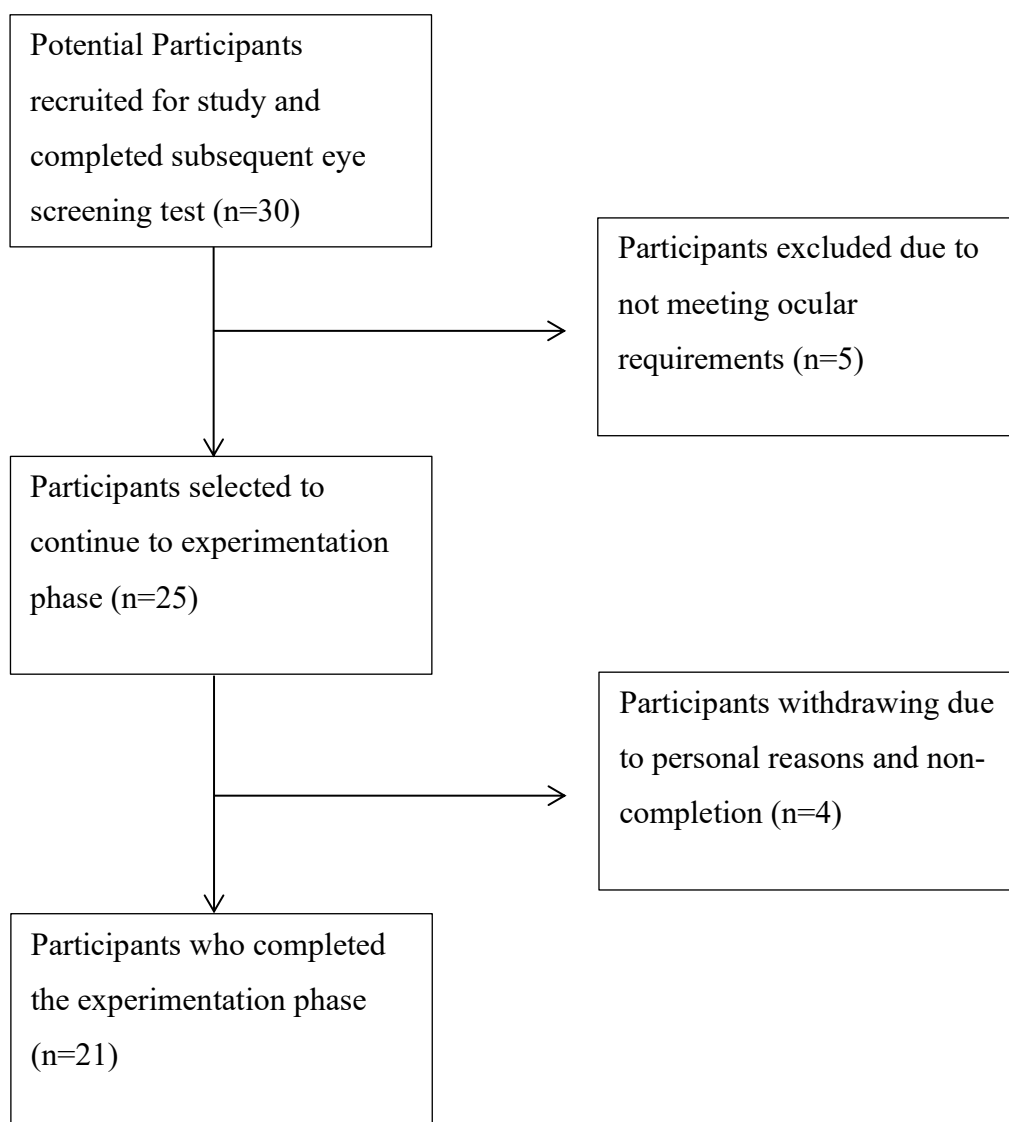 Potential Participants
recruited for study and
completed subsequent eye
screening test (n=30)
Participants excluded due to
not meeting ocular
requirements (n=5)
Participants selected to
continue to experimentation
phase (n=25)
Participants withdrawing due
to personal reasons and non-
completion (n=4)
Participants who completed
the experimentation phase
(n=21)